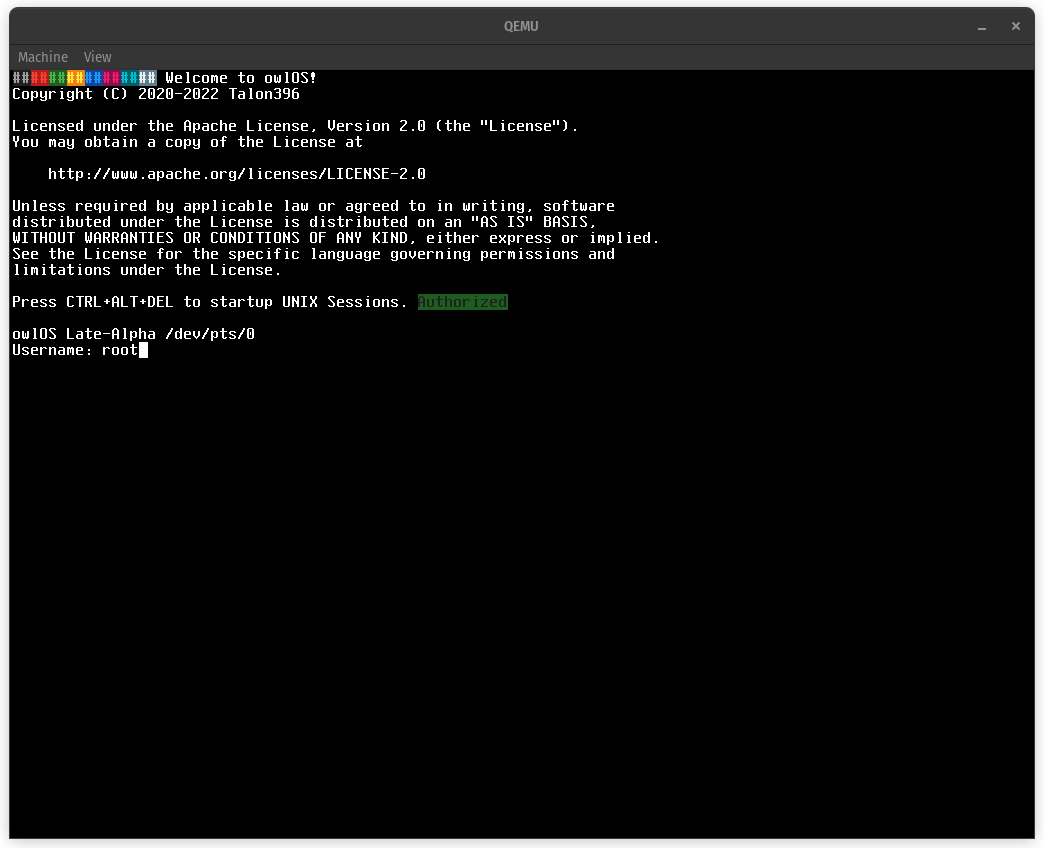 QEMU
Machine View
################ Welcome to owlOS!
Copyright (C) 2020-2022 Talon396
Licensed under the Apache License, Version 2.0 (the "License").
You may obtain a copy of the License at
http://www.apache.org/licenses/LICENSE-2.0
Unless required by applicable law or agreed to in writing, software
distributed under the License is distributed on an "AS IS" BASIS,
WITHOUT WARRANTIES OR CONDITIONS OF ANY KIND, either express or implied.
See the License for the specific language governing permissions and
limitations under the License.
Press CTRL+ALT+DEL to startup UNIX Sessions. Authorized
owlOS Late-Alpha /dev/pts/0
Username: root